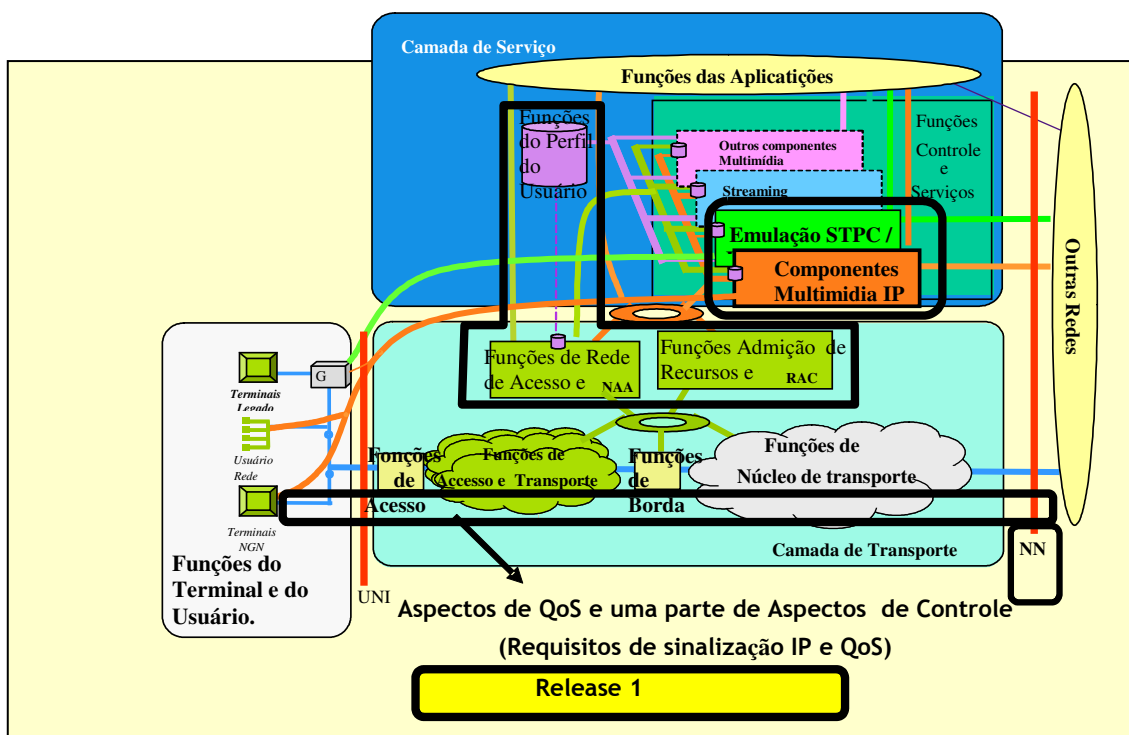 Camada de Serviço
Funções das Aplicatições
Funções
do Perfil
do
Usuário
Outros componentes
Multimídia
Streaming
Emulação STPC /
Componentes
Multimidia IP
Funções
Controle
e
Serviços
Outras Redes
Funções de Rede
de Acesso e NAA
Funções Admição de
Recursos e RAC
G
Terminais
Legado
Usuário
Rede
Terminais
NGN
Funções do
Terminal e do
Usuário.
UNI
Fonções
de
Acesso
Funções de
Accesso e Transporte
Funções
de
Borda
Funções de
Núcleo de transporte
Camada de Transporte
NN
Aspectos de QoS e uma parte de Aspectos de Controle
(Requisitos de sinalização IP e QoS)
Release 1